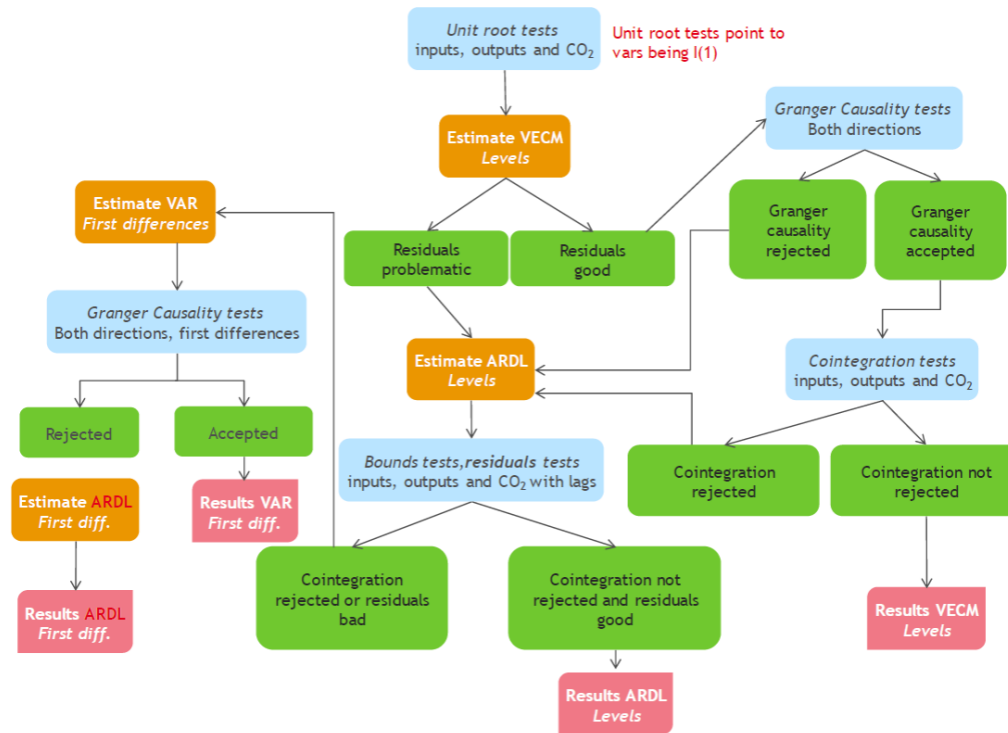 Unit root tests
inputs, outputs and CO₂
Unit root tests point to
vars being I(1)
Granger Causality tests
Both directions
Estimate VECM
Levels
Estimate VAR
First differences
Residuals
problematic
Residuals
good
Granger
causality
rejected
Granger
causality
accepted
Granger Causality tests
Both directions, first differences
Estimate ARDL
Levels
Cointegration tests
inputs, outputs and CO₂
Rejected
Accepted
Bounds tests,residuals tests
inputs, outputs and CO₂ with lags
Cointegration
rejected
Cointegration not
rejected
Estimate ARDL
First diff.
Results VAR
First diff.
Cointegration
rejected or residuals
bad
Cointegration not
rejected and residuals
good
Results ARDL
First diff.
Results VECM
Levels
Results ARDL
Levels